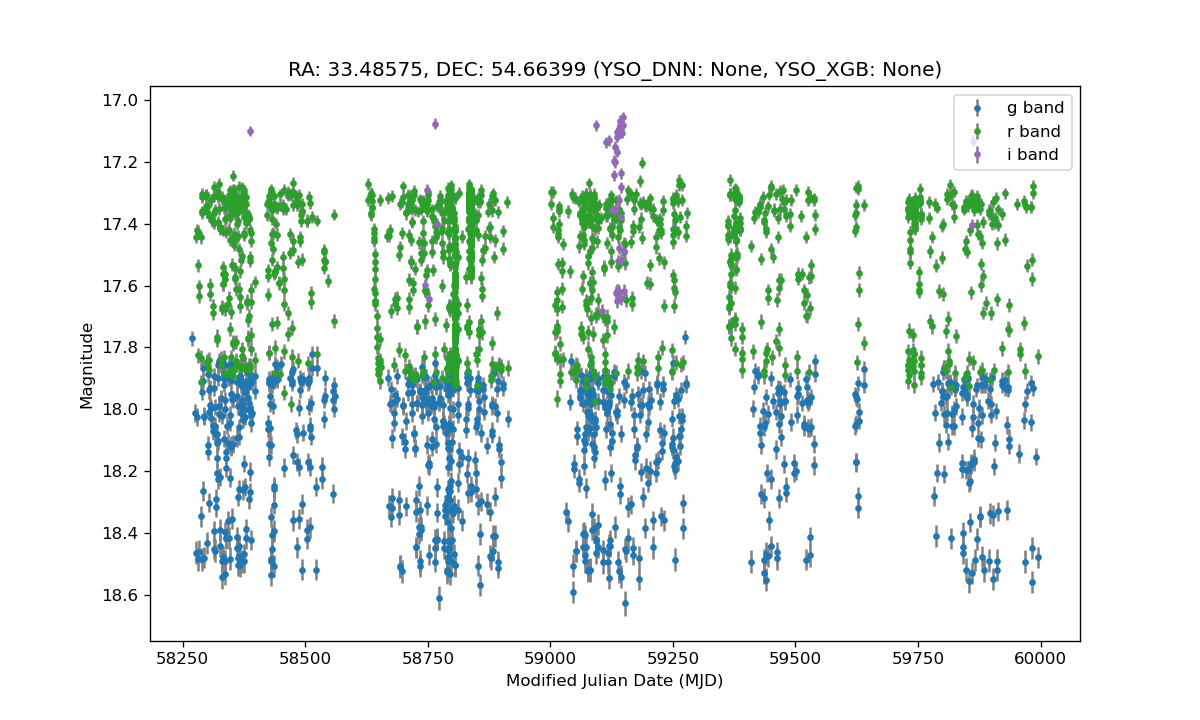 RA: 33.48575, DEC: 54.66399 (YSO_DNN: None, YSO_XGB: None)
g band
r band
i band
17.0
17.2
17.4
17.6
17.8
18.0
18.2
18.4
18.6
Magnitude
58250
58500
58750
59000
59250
59500
59750
60000
Modified Julian Date (MJD)